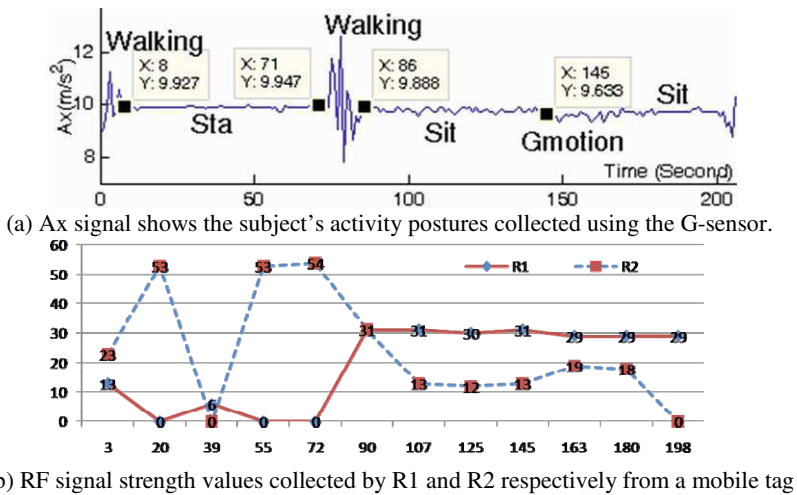 Walking
Walking
12
X: 8
Y: 9.927
X: 71
Y: 9.947
X: 86
Y: 9.888
X: 145
Y: 9.633
Ax(m/s²)
10
Sta
Sit
Gmotion
Sit
8
Time (Second)
0 50 100 150 200
(a) Ax signal shows the subject's activity postures collected using the G-sensor.
60
50
40
30
20
10
0
R1 R2
23 53 0 53 54 31 13 12 13 19 18 0
13 0 6 0 0 31 30 31 29 29 29
3 20 39 55 72 90 107 125 145 163 180 198
) RF signal strength values collected by R1 and R2 respectively from a mobile tag